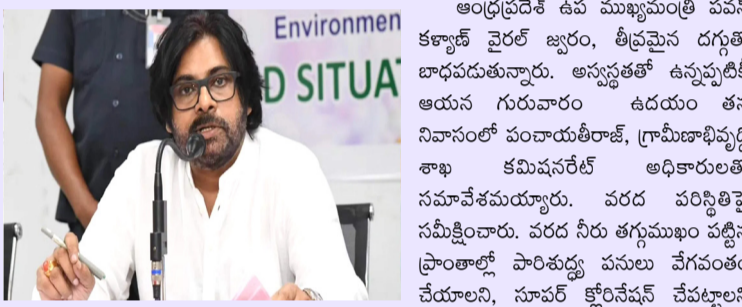 Environment
D SITUAT
ఆంధ్రప్రదేశ్ ఉప ముఖ్యమంత్రి పవన్
కళ్యాణ్ వైరల్ జ్వరం, తీవ్రమైన దగ్గుతో
బాధపడుతున్నారు. అస్వస్థతతో ఉన్నప్పటికీ
ఆయన గురువారం ఉదయం తన
నివాసంలో పంచాయతీరాజ్, గ్రామీణాభివృద్ధి
శాఖ కమిషనరేట్ అధికారులతో
సమావేశమయ్యారు. వరద పరిస్థితిపై
సమీక్షించారు. వరద నీరు తగ్గుముఖం పట్టిన
ప్రాంతాల్లో పారిశుద్ధ్య పనులు వేగవంతం
చేయాలని, సూపర్ క్లోరినేషన్ చేపట్టాలని